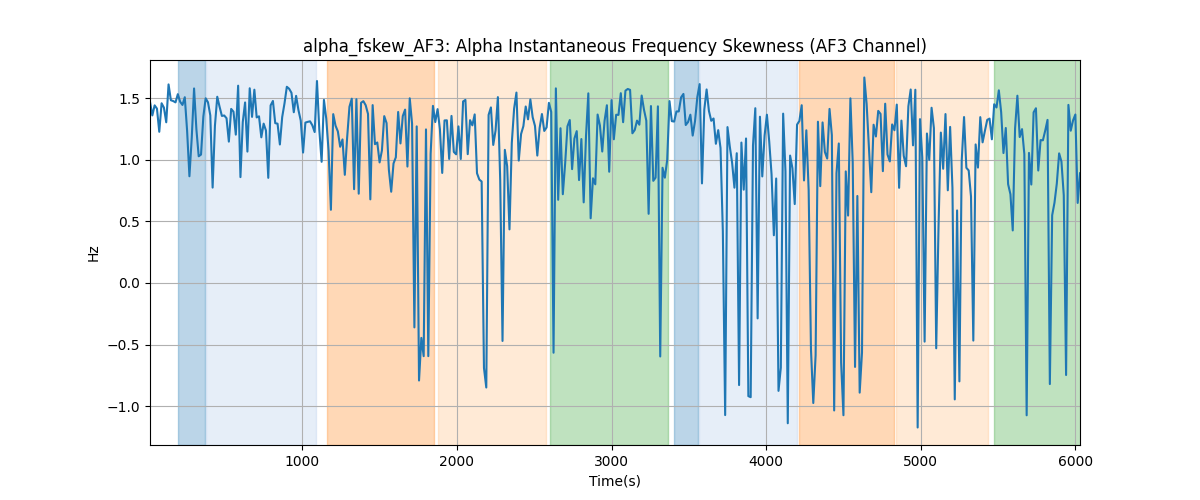 alpha_fskew_AF3: Alpha Instantaneous Frequency Skewness (AF3 Channel)
1.5
1.0
0.5
0.0
−0.5
−1.0
Hz
1000 2000 3000 4000 5000 6000
Time(s)